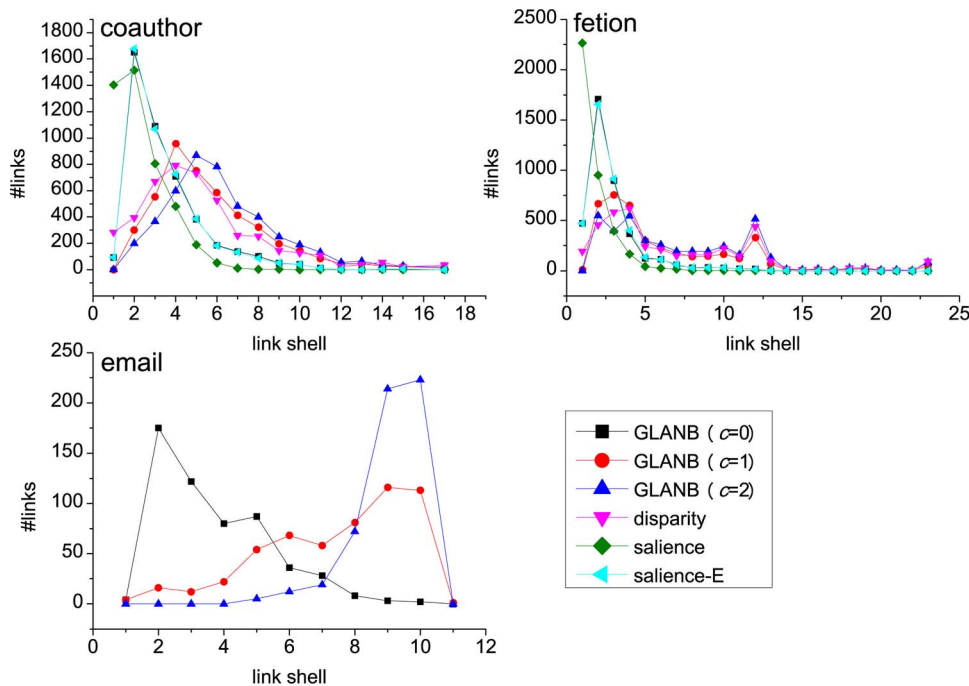 coauthor
1800
1600
1400
1200
1000
800
600
400
200
0
#links
0 2 4 6 8 10 12 14 16 18
link shell
fetion
2500
2000
1500
1000
500
0
#links
0 5 10 15 20 25
link shell
email
250
200
150
100
50
0
#links
0 2 4 6 8 10 12
link shell
GLANB ( c=0)
GLANB ( c=1)
GLANB ( c=2)
disparity
salience
salience-E